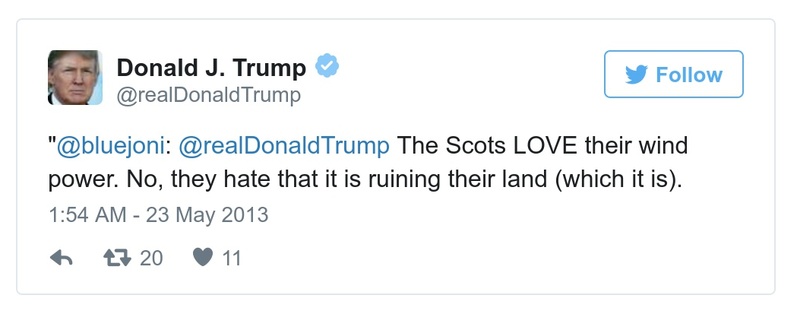 Donald J. Trump
@realDonaldTrump
Follow
"@bluejoni: @realDonaldTrump The Scots LOVE their wind
power. No, they hate that it is ruining their land (which it is).
1:54 AM - 23 May 2013
20 11